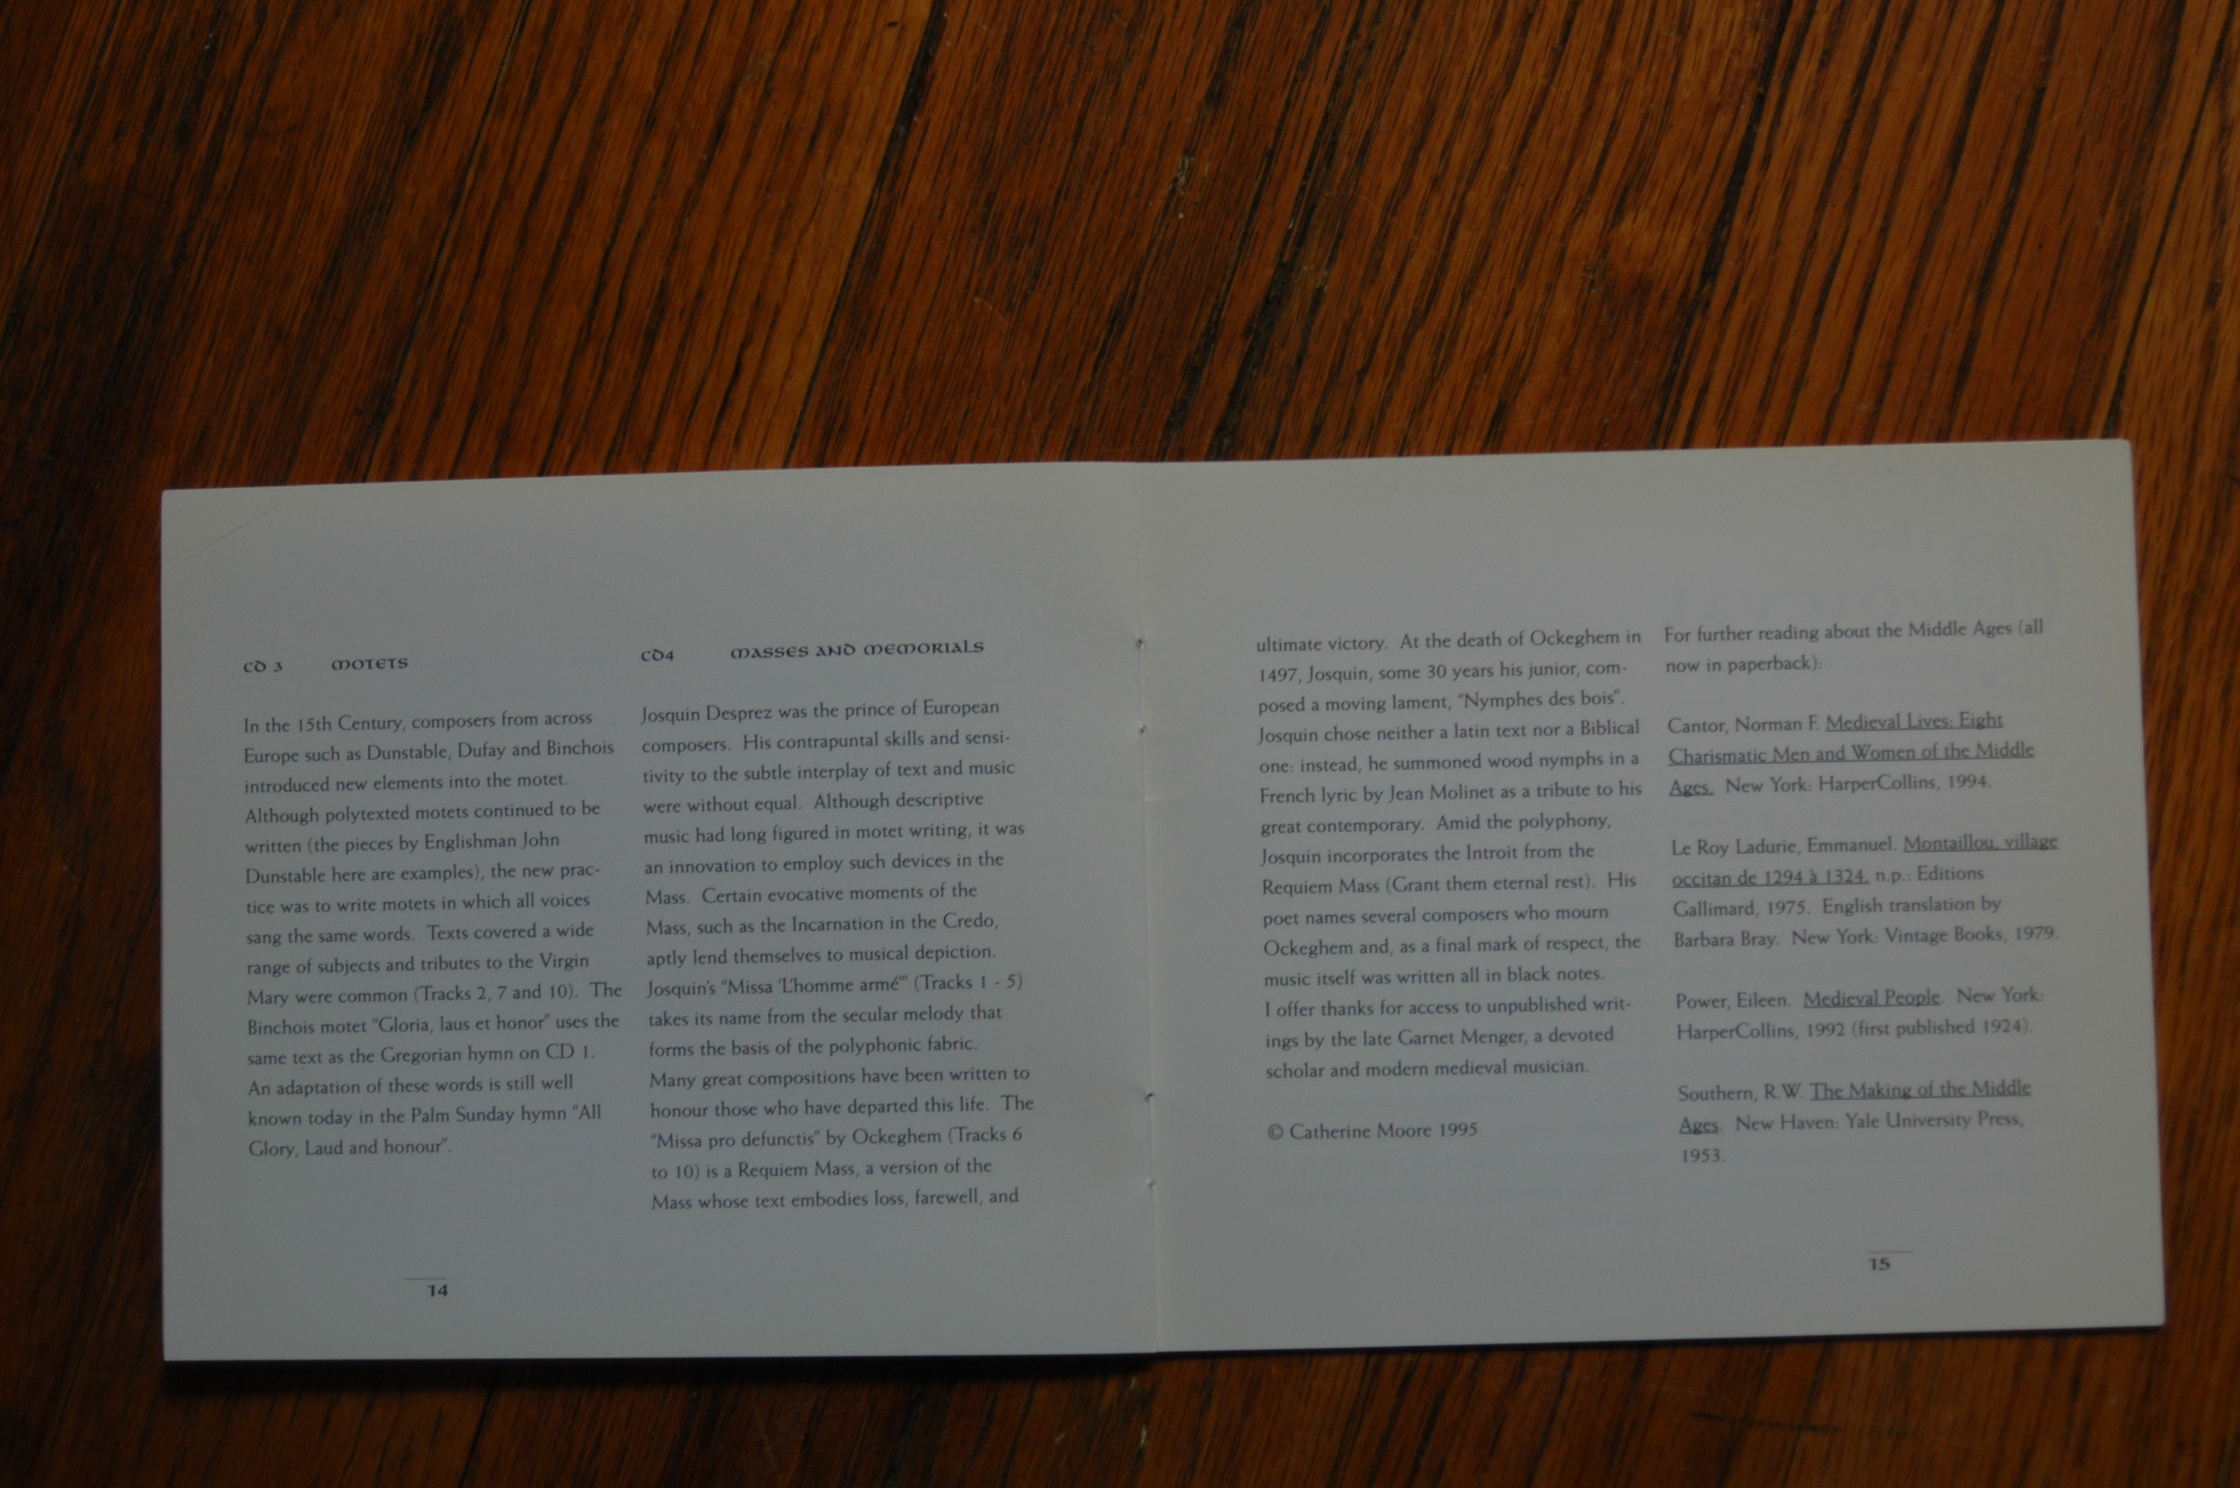 CD 3 MOTETS
In the 15th Century, composers from across
Europe such as Dunstable, Dufay and Binchois
introduced new elements into the motet.
Although polytexted motets continued to be
written (the pieces by Englishman John
Dunstable here are examples), the new prac-
tice was to write motets in which all voices
sang the same words. Texts covered a wide
range of subjects and tributes to the Virgin
Mary were common (Tracks 2, 7 and 10). The
Binchois motet "Gloria, laus et honor" uses the
same text as the Gregorian hymn on CD 1.
An adaptation of these words is still well
known today in the Palm Sunday hymn "All
Glory, Laud and honour".
CD4 MASSES AND MEMORIALS
Josquin Desprez was the prince of European
composers. His contrapuntal skills and sensi-
tivity to the subtle interplay of text and music
were without equal. Although descriptive
music had long figured in motet writing, it was
an innovation to employ such devices in the
Mass. Certain evocative moments of the
Mass, such as the Incarnation in the Credo,
aptly lend themselves to musical depiction.
Josquin's "Missa 'L'homme armé'" (Tracks 1 - 5)
takes its name from the secular melody that
forms the basis of the polyphonic fabric.
Many great compositions have been written to
honour those who have departed this life. The
"Missa pro defunctis" by Ockeghem (Tracks 6
to 10) is a Requiem Mass, a version of the
Mass whose text embodies loss, farewell, and
14
ultimate victory. At the death of Ockeghem in
1497, Josquin, some 30 years his junior, com-
posed a moving lament, "Nymphes des bois".
Josquin chose neither a latin text nor a Biblical
one: instead, he summoned wood nymphs in a
French lyric by Jean Molinet as a tribute to his
great contemporary. Amid the polyphony,
Josquin incorporates the Introit from the
Requiem Mass (Grant them eternal rest). His
poet names several composers who mourn
Ockeghem and, as a final mark of respect, the
music itself was written all in black notes.
I offer thanks for access to unpublished writ-
ings by the late Garnet Menger, a devoted
scholar and modern medieval musician.
© Catherine Moore 1995
For further reading about the Middle Ages (all
now in paperback):
Cantor, Norman F. Medieval Lives: Eight
Charismatic Men and Women of the Middle
Ages. New York: HarperCollins, 1994.
Le Roy Ladurie, Emmanuel. Montaillou, village
occitan de 1294 à 1324. n.p.: Editions
Gallimard, 1975. English translation by
Barbara Bray. New York: Vintage Books, 1979.
Power, Eileen. Medieval People. New York:
HarperCollins, 1992 (first published 1924).
Southern, R.W. The Making of the Middle
Ages. New Haven: Yale University Press,
1953.
15